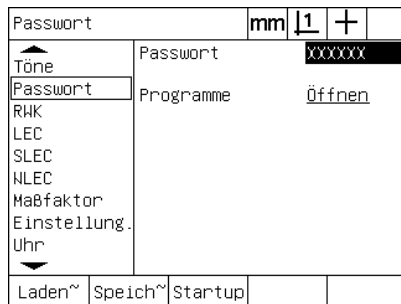 Passwort mm 1
Töne
Passwort
RWK
LEC
SLEC
NLEC
Maßfaktor
Einstellung.
Uhr
Passwort XXXXXX
Programme Öffnen
Laden~ Speich~ Startup